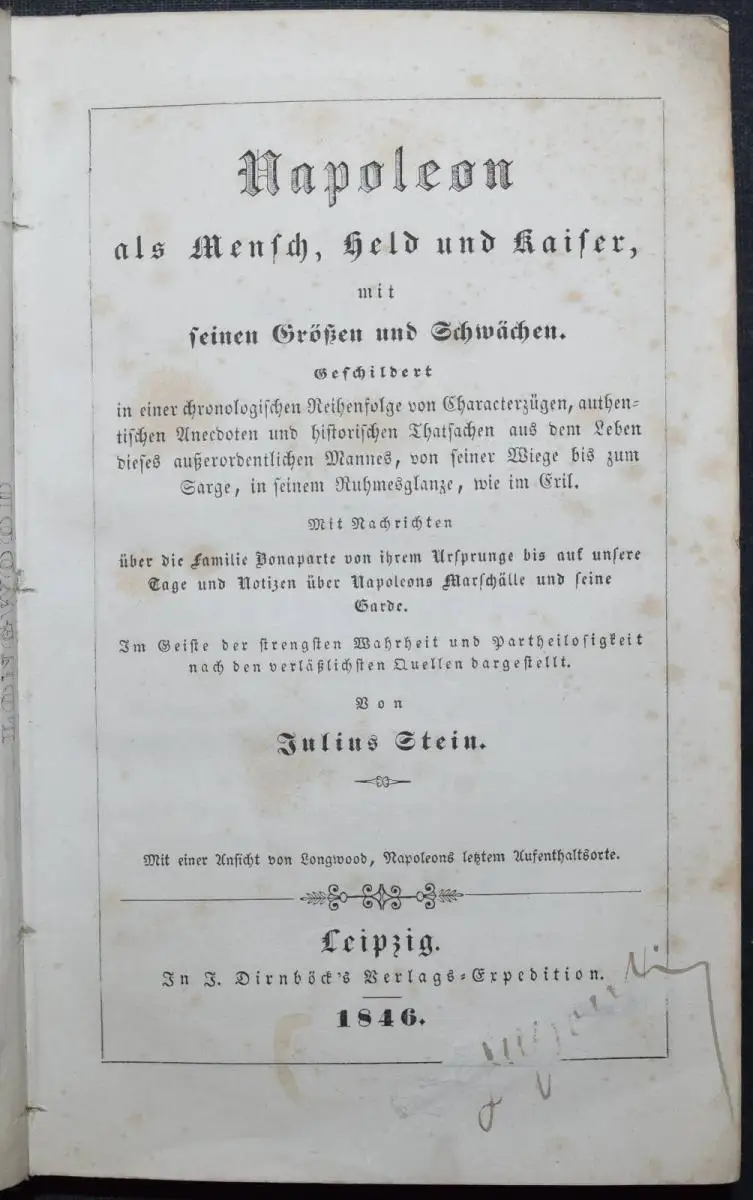 Napoleon
als Mensch, Held und Kaiser,
mit
seinen Größen und Schwächen.
Geschildert
in einer chronologischen Reihenfolge von Characterzügen, authen=
tischen Anecdoten und historischen Thatsachen aus dem Leben
dieses außerordentlichen Mannes, von seiner Wiege bis zum
Sarge, in seinem Ruhmesglanze, wie im Exil.
Mit Nachrichten
über die Familie Bonaparte von ihrem Ursprunge bis auf unsere
Tage und Notizen über Napoleons Marschälle und seine
Garde.
Im Geiste der strengsten Wahrheit und Partheilosigkeit
nach den verläßlichsten Quellen dargestellt.
Von
Julius Stein.
Mit einer Ansicht von Longwood, Napoleons letztem Aufenthaltsorte.
Leipzig.
In J. Dirnböck's Verlags=Expedition.
1846.